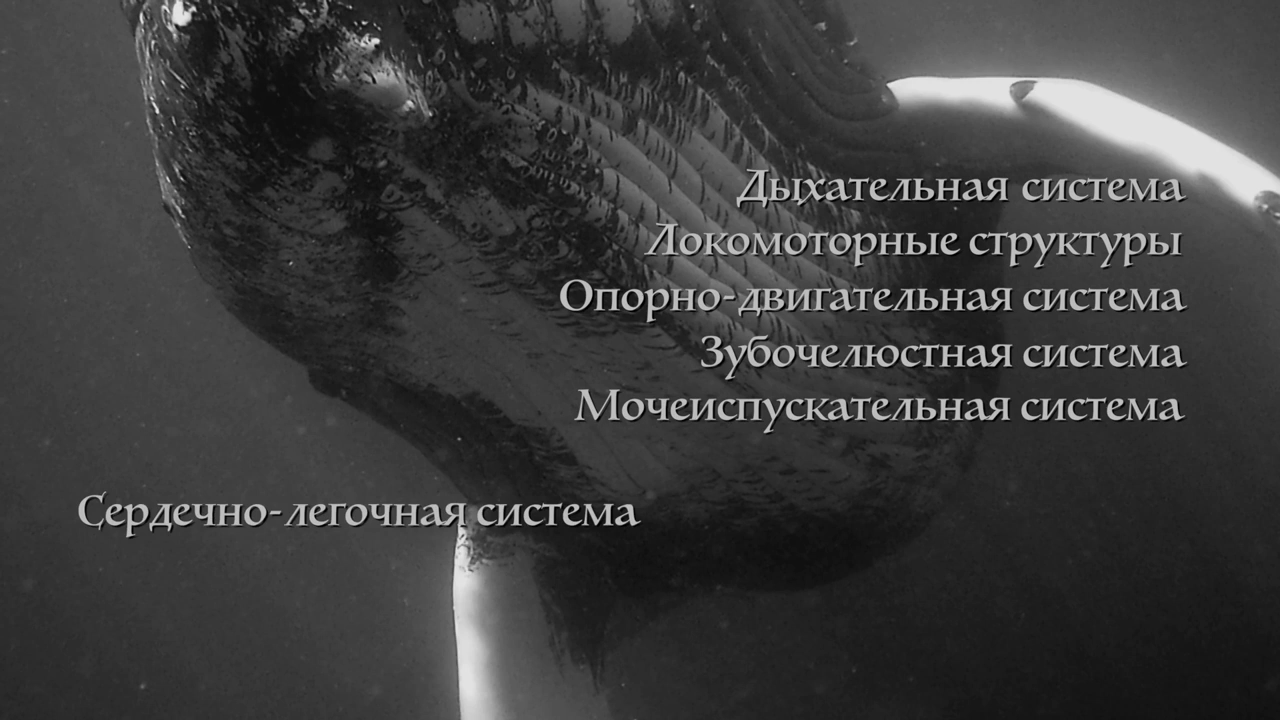 Дыхательная система
Локомоторные структуры
Опорно-двигательная система
Зубочелюстная система
Мочеиспускательная система
Сердечно-легочная система